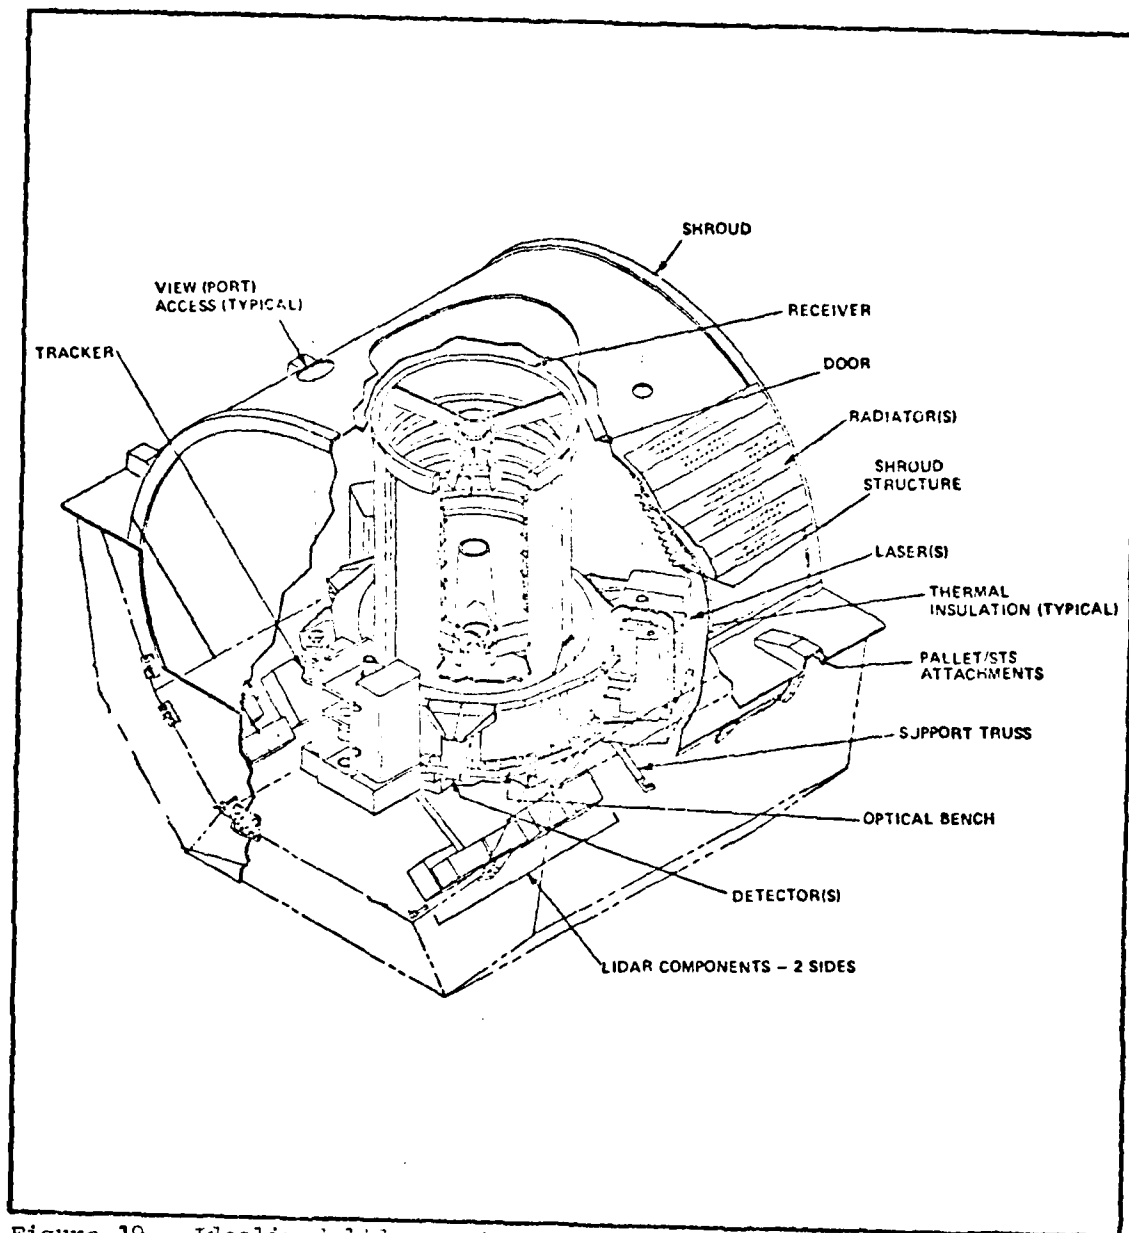 SHROUD
VIEW (PORT)
ACCESS (TYPICAL)
RECEIVER
TRACKER
DOOR
RADIATOR(S)
SHROUD
STRUCTURE
LASER(S)
THERMAL
INSULATION (TYPICAL)
PALLET/STS
ATTACHMENTS
SUPPORT TRUSS
OPTICAL BENCH
DETECTOR(S)
LIDAR COMPONENTS – 2 SIDES
Figure 19